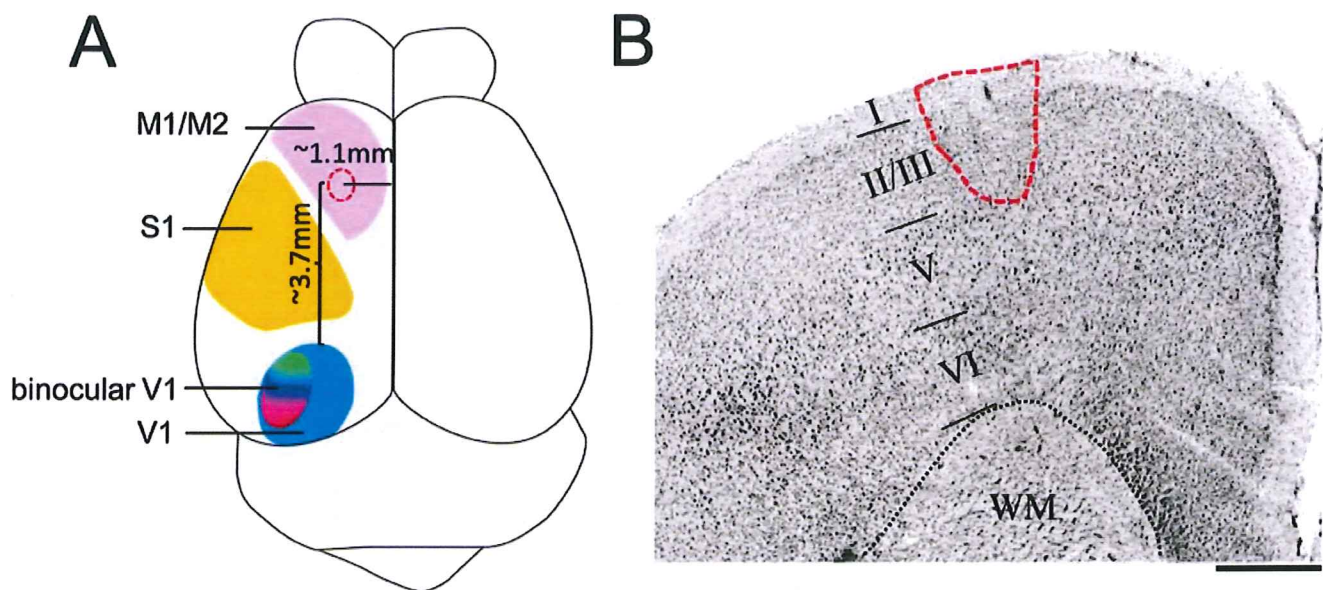 A
M1/M2
~1.1mm
S1
~3.7mm
binocular V1
V1
B
I
II/III
V
VI
WM